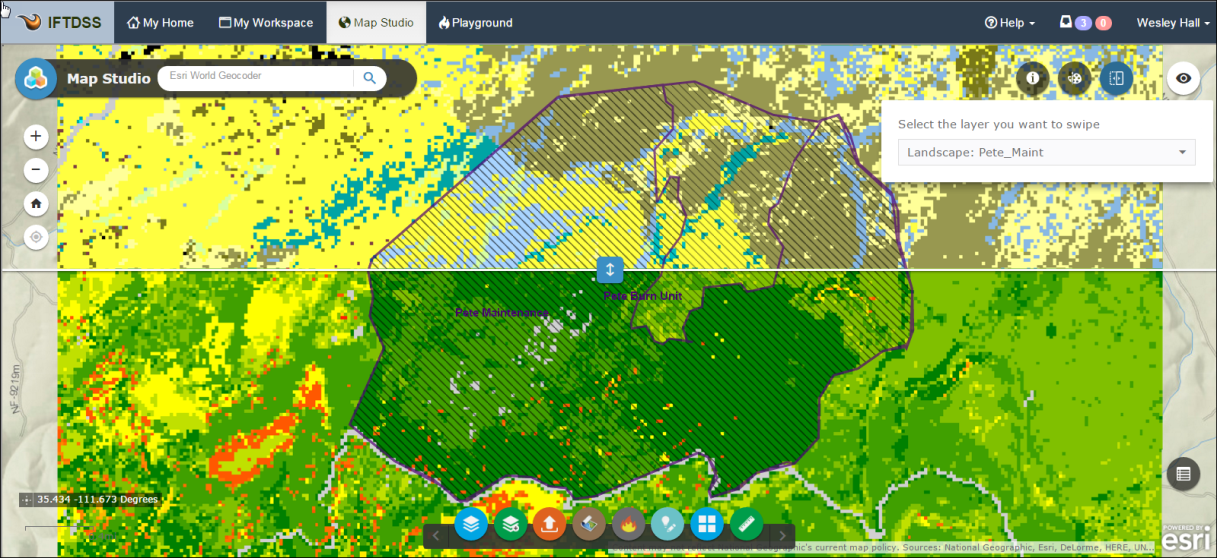 IFTDSS
My Home
My Workspace
Map Studio
Playground
Help
3
0
Wesley Hall
Map Studio
Esri World Geocoder
Select the layer you want to swipe
Landscape: Pete_Maint
Pete Burn Unit
Pete Maintenance
NF-9219m
35.434 -111.673 Degrees
National Geographic's current map policy. Sources: National Geographic, Esri, DeLorme, HERE, UN...
POWERED BY
esri